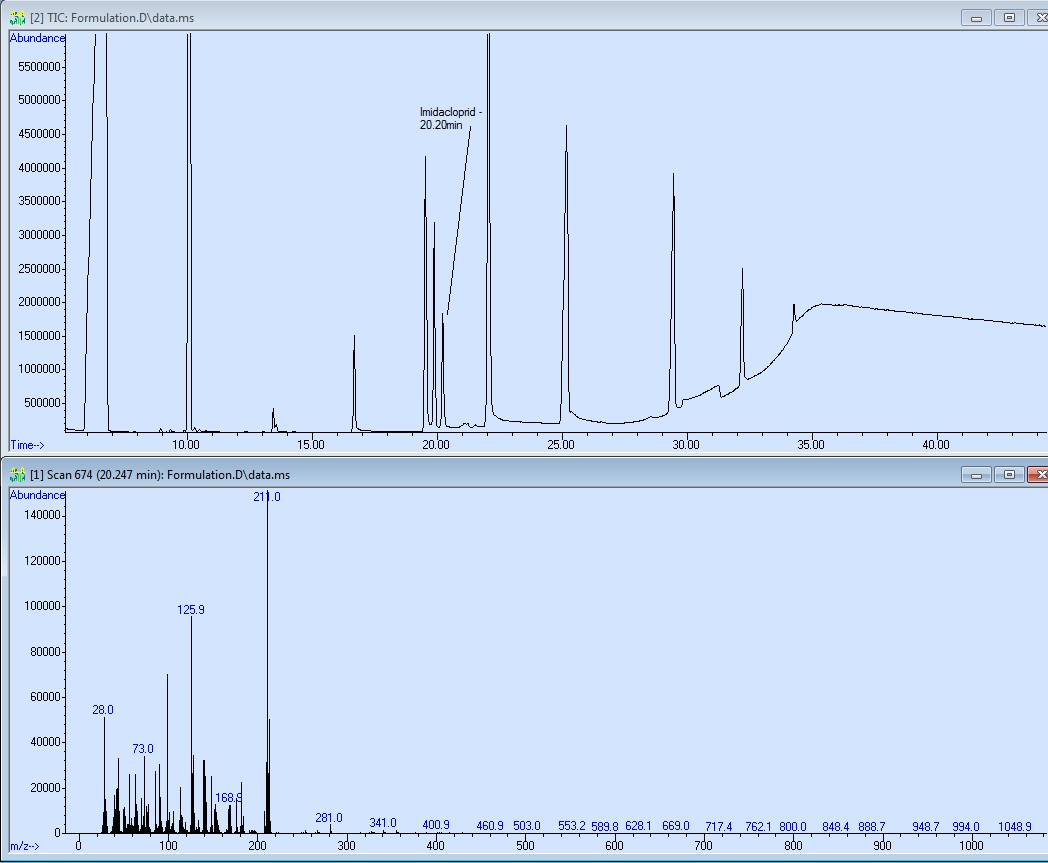 [2] TIC: Formulation.D\data.ms
Abundance
5500000
5000000
4500000
4000000
3500000
3000000
2500000
2000000
1500000
1000000
500000
Imidacloprid -
20.20min
Time-->
10.00 15.00 20.00 25.00 30.00 35.00 40.00
[1] Scan 674 (20.247 min): Formulation.D\data.ms
Abundance
140000
120000
100000
80000
60000
40000
20000
0
211.0
125.9
28.0
73.0
168.9
281.0 341.0 400.9 460.9 503.0 553.2 589.8 628.1 669.0 717.4 762.1 800.0 848.4 888.7 948.7 994.0 1048.9
m/z-->
0 100 200 300 400 500 600 700 800 900 1000